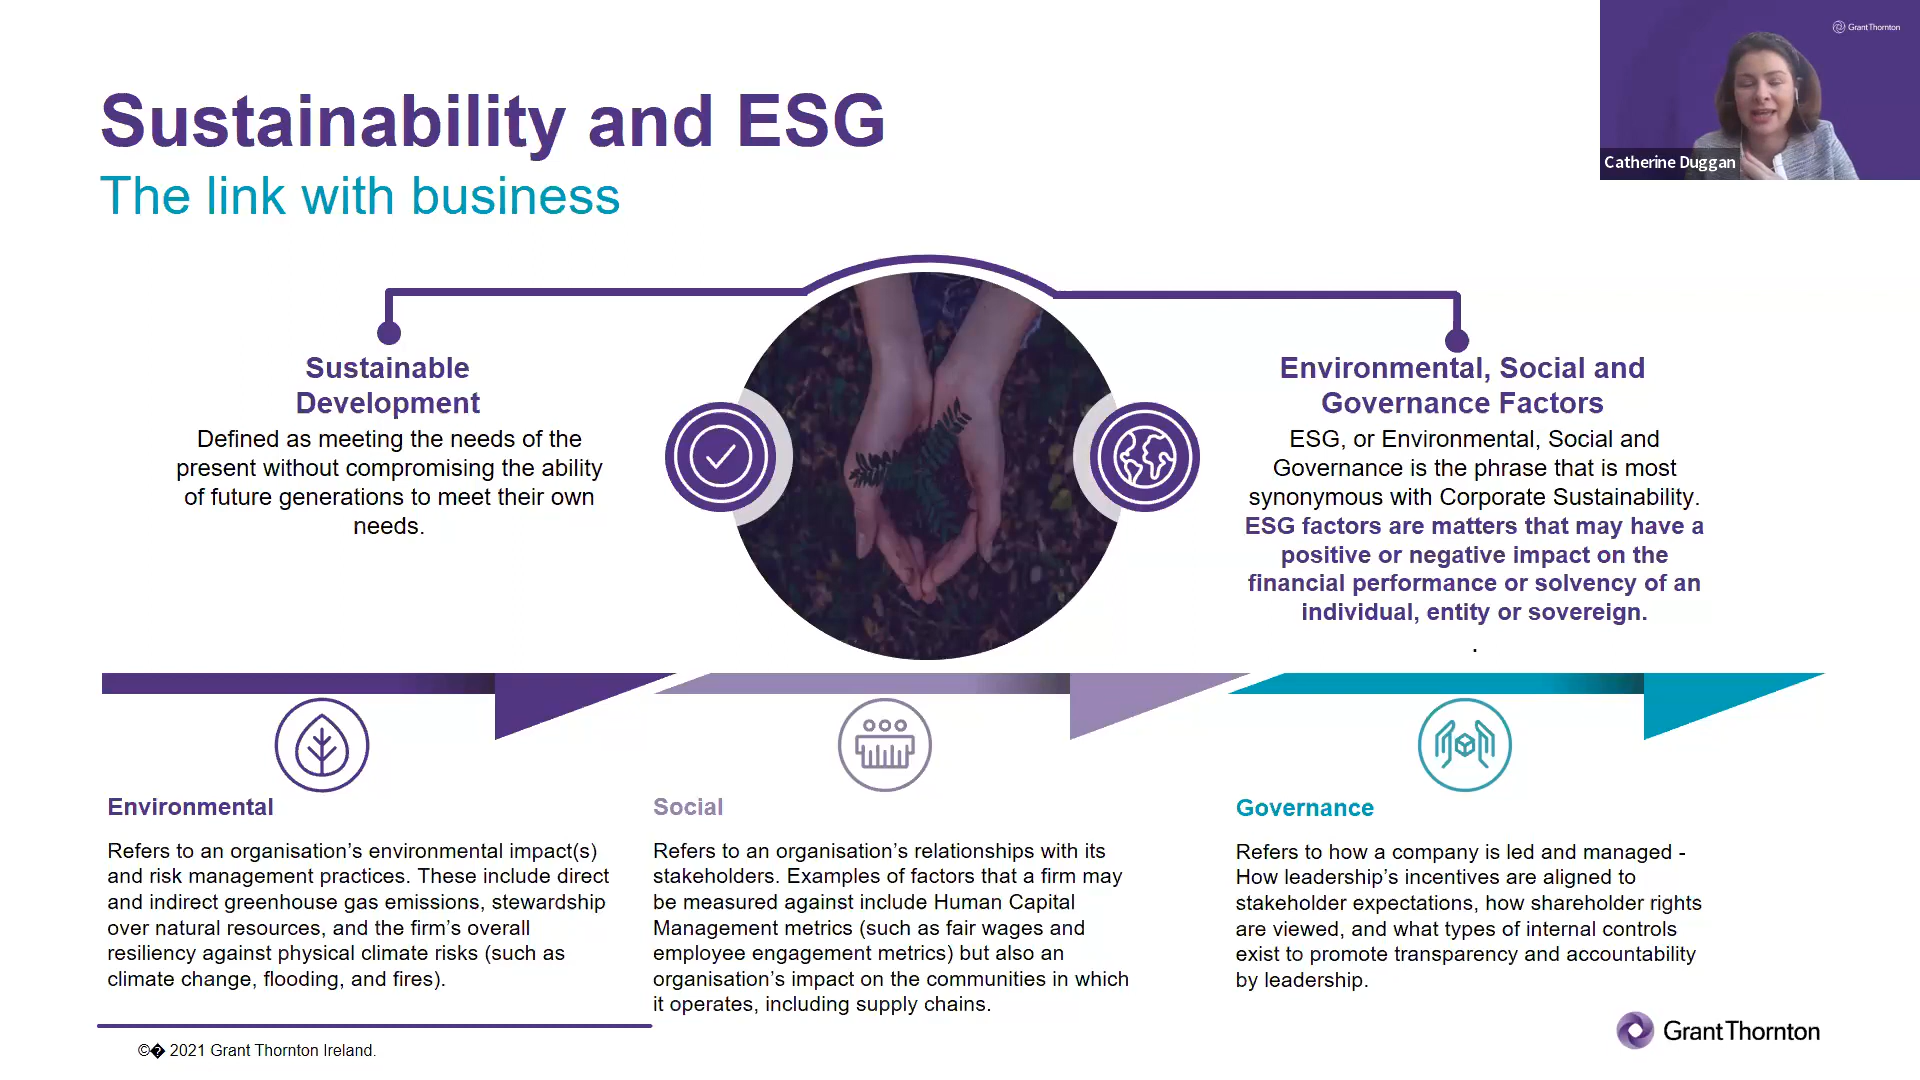 Sustainability and ESG
The link with business
GrantThornton
Catherine Duggan
Sustainable
Development
Defined as meeting the needs of the
present without compromising the ability
of future generations to meet their own
needs.
Environmental, Social and
Governance Factors
ESG, or Environmental, Social and
Governance is the phrase that is most
synonymous with Corporate Sustainability.
ESG factors are matters that may have a
positive or negative impact on the
financial performance or solvency of an
individual, entity or sovereign.
.
Environmental
Refers to an organisation’s environmental impact(s)
and risk management practices. These include direct
and indirect greenhouse gas emissions, stewardship
over natural resources, and the firm’s overall
resiliency against physical climate risks (such as
climate change, flooding, and fires).
Social
Refers to an organisation’s relationships with its
stakeholders. Examples of factors that a firm may
be measured against include Human Capital
Management metrics (such as fair wages and
employee engagement metrics) but also an
organisation’s impact on the communities in which
it operates, including supply chains.
Governance
Refers to how a company is led and managed -
How leadership’s incentives are aligned to
stakeholder expectations, how shareholder rights
are viewed, and what types of internal controls
exist to promote transparency and accountability
by leadership.
©� 2021 Grant Thornton Ireland.
GrantThornton